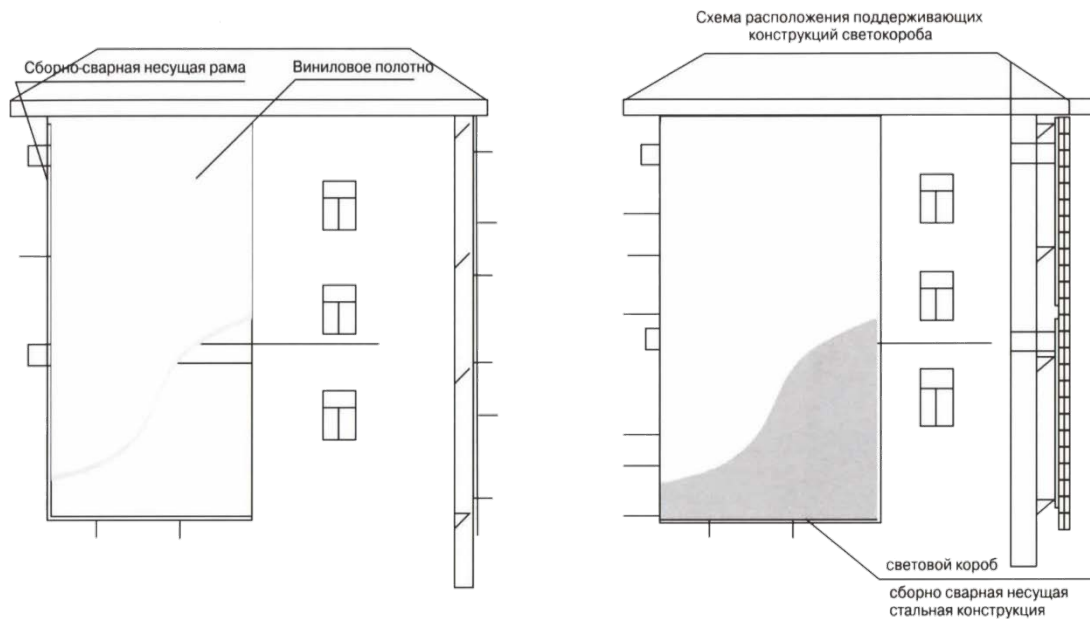 Схема расположения поддерживающих
конструкций светокороба
Сборно-сварная несущая рама
Виниловое полотно
световой короб
сборно сварная несущая
стальная конструкция